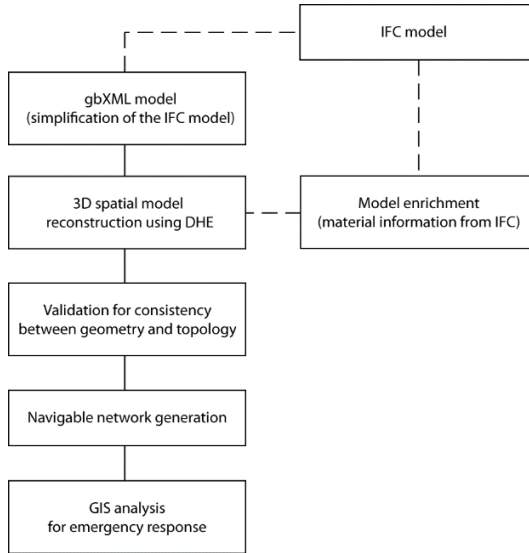 IFC model
gbXML model
(simplification of the IFC model)
3D spatial model
reconstruction using DHE
Model enrichment
(material information from IFC)
Validation for consistency
between geometry and topology
Navigable network generation
GIS analysis
for emergency response